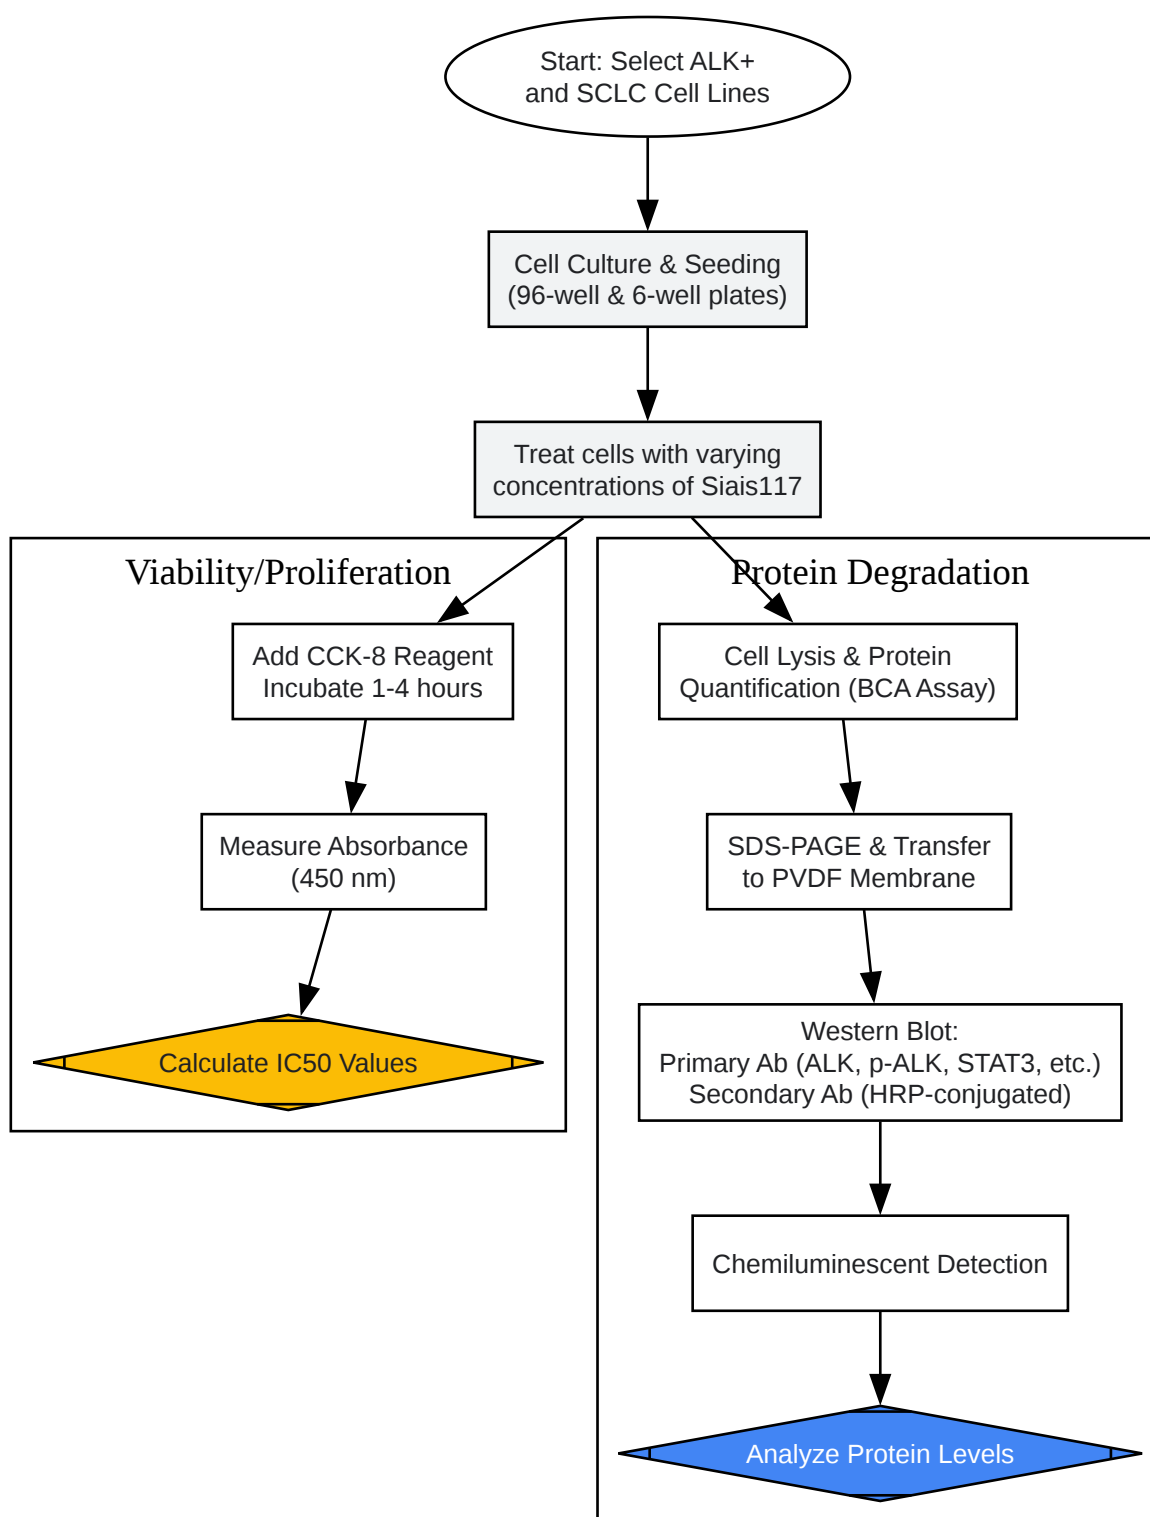 Start: Select ALK+
and SCLC Cell Lines
Cell Culture & Seeding
(96-well & 6-well plates)
Treat cells with varying
concentrations of Siais117
Viability/Proliferation
Add CCK-8 Reagent
Incubate 1-4 hours
Measure Absorbance
(450 nm)
Calculate IC50 Values
Protein Degradation
Cell Lysis & Protein
Quantification (BCA Assay)
SDS-PAGE & Transfer
to PVDF Membrane
Western Blot:
Primary Ab (ALK, p-ALK, STAT3, etc.)
Secondary Ab (HRP-conjugated)
Chemiluminescent Detection
Analyze Protein Levels